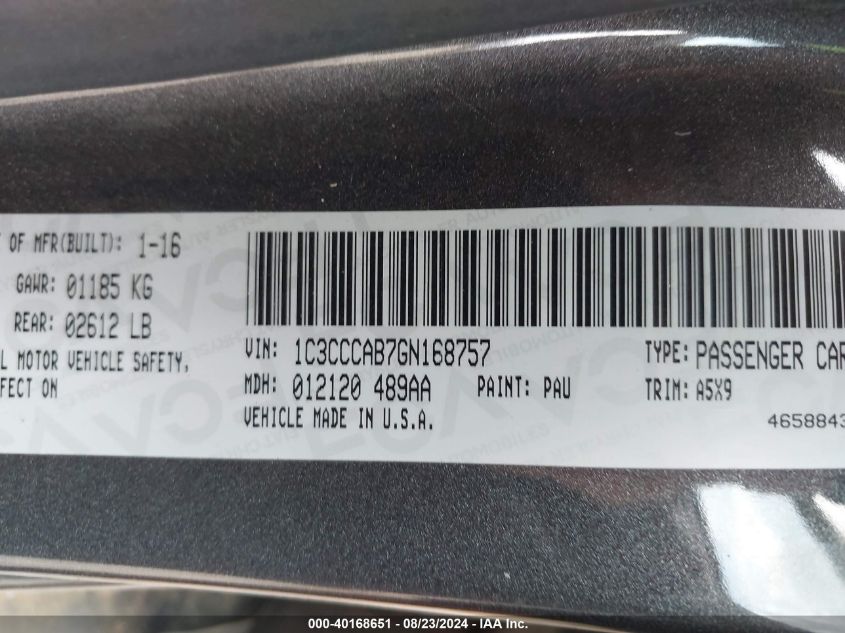 OF MFR(BUILT): 1-16
GAWR: 01185 KG
REAR: 02612 LB
MOTOR VEHICLE SAFETY,
ON
VIN: 1C3CCCAB7GN168757
TYPE: PASSENGER CAR
MDH: 012120 489AA PAINT: PAU
TRIM: A5X9
VEHICLE MADE IN U.S.A.
4658843
000-40168651 - 08/23/2024 - IAA Inc.